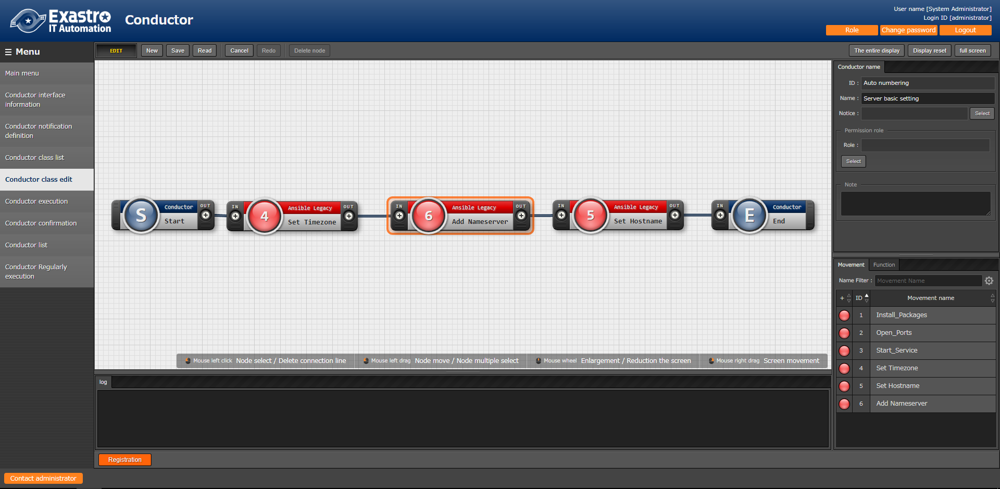 Exastro
IT Automation
Conductor
User name [System Administrator]
Login ID [administrator]
Role
Change password
Logout
Menu
Main menu
Conductor interface
information
Conductor notification
definition
Conductor class list
Conductor class edit
Conductor execution
Conductor confirmation
Conductor list
Conductor Regularly
execution
Contact administrator
EDIT
New
Save
Read
Cancel
Redo
Delete node
The entire display
Display reset
full screen
S
Conductor
Start
OUT
IN
4
Ansible Legacy
Set Timezone
OUT
IN
6
Ansible Legacy
Add Nameserver
OUT
IN
5
Ansible Legacy
Set Hostname
OUT
IN
E
Conductor
End
Mouse left click Node select / Delete connection line
Mouse left drag Node move / Node multiple select
Mouse wheel Enlargement / Reduction the screen
Mouse right drag Screen movement
log
Registration
Conductor name
ID : Auto numbering
Name : Server basic setting
Notice : Select
Permission role
Role :
Select
Note
Movement Function
Name Filter : Movement Name
+ ID Movement name
1 Install_Packages
2 Open_Ports
3 Start_Service
4 Set Timezone
5 Set Hostname
6 Add Nameserver